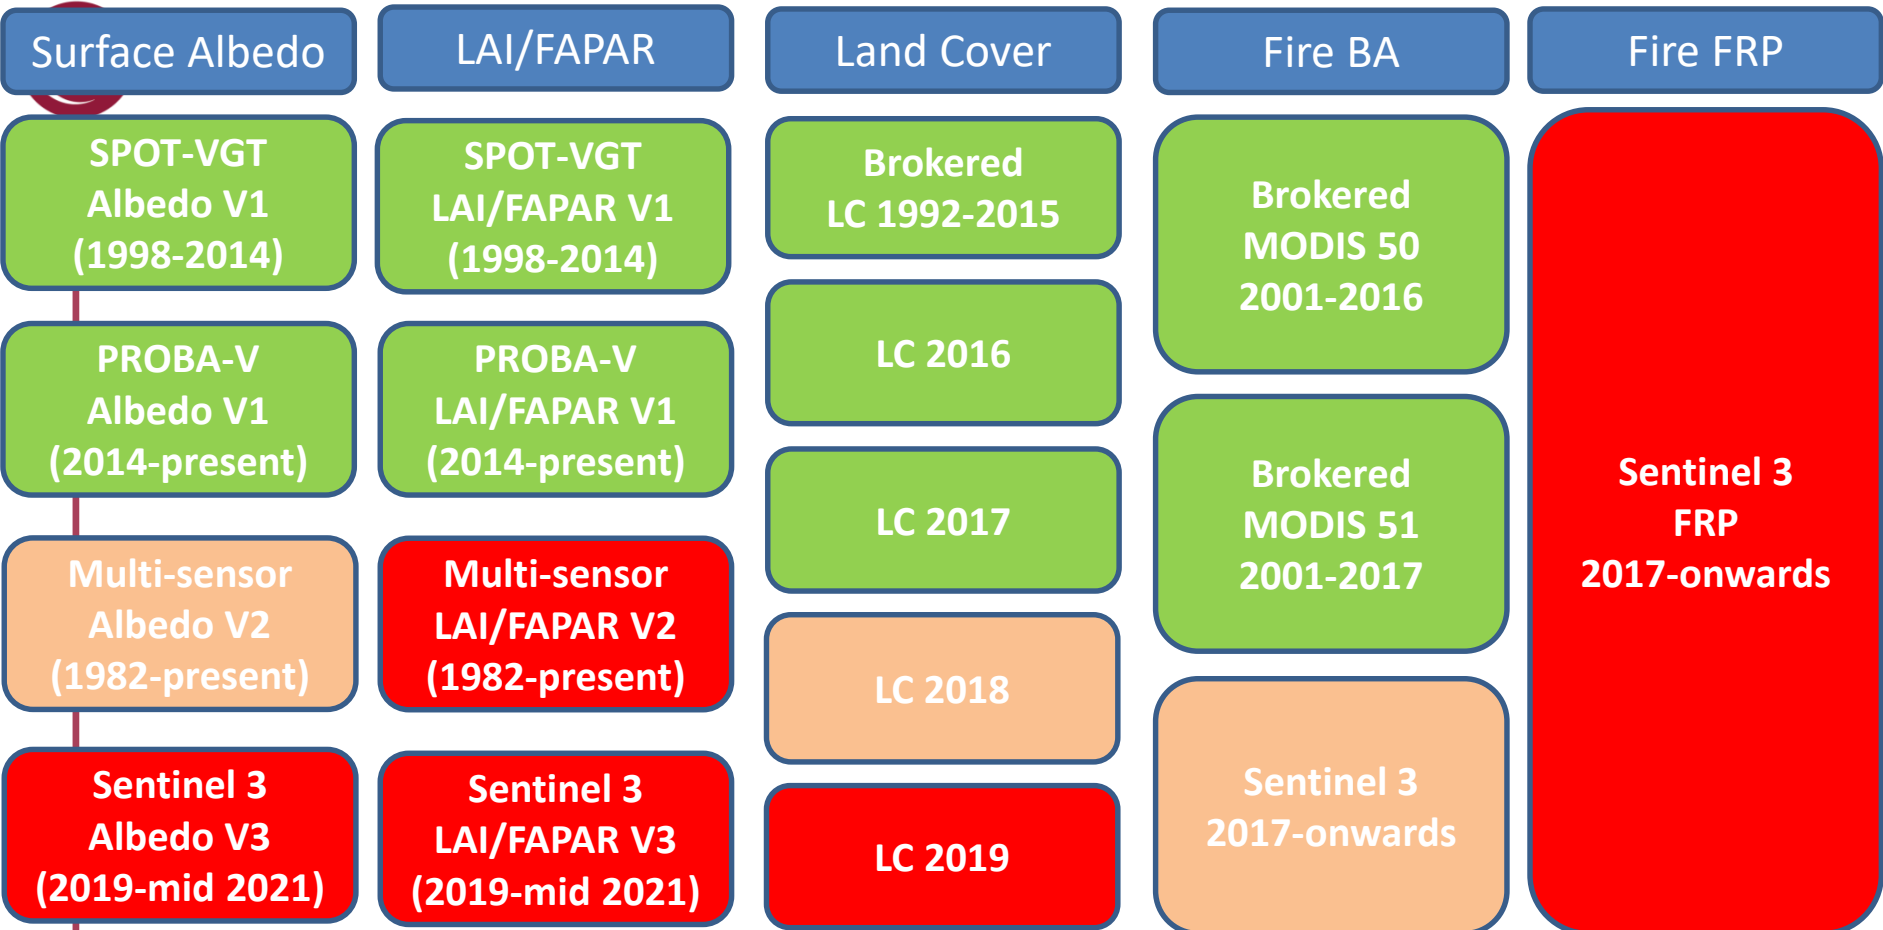 Surface Albedo
LAI/FAPAR
Land Cover
Fire BA
Fire FRP
SPOT-VGT
Albedo V1
(1998-2014)
PROBA-V
Albedo V1
(2014-present)
Multi-sensor
Albedo V2
(1982-present)
Sentinel 3
Albedo V3
(2019-mid 2021)
SPOT-VGT
LAI/FAPAR V1
(1998-2014)
PROBA-V
LAI/FAPAR V1
(2014-present)
Multi-sensor
LAI/FAPAR V2
(1982-present)
Sentinel 3
LAI/FAPAR V3
(2019-mid 2021)
Brokered
LC 1992-2015
LC 2016
LC 2017
LC 2018
LC 2019
Brokered
MODIS 50
2001-2016
Brokered
MODIS 51
2001-2017
Sentinel 3
2017-onwards
Sentinel 3
FRP
2017-onwards